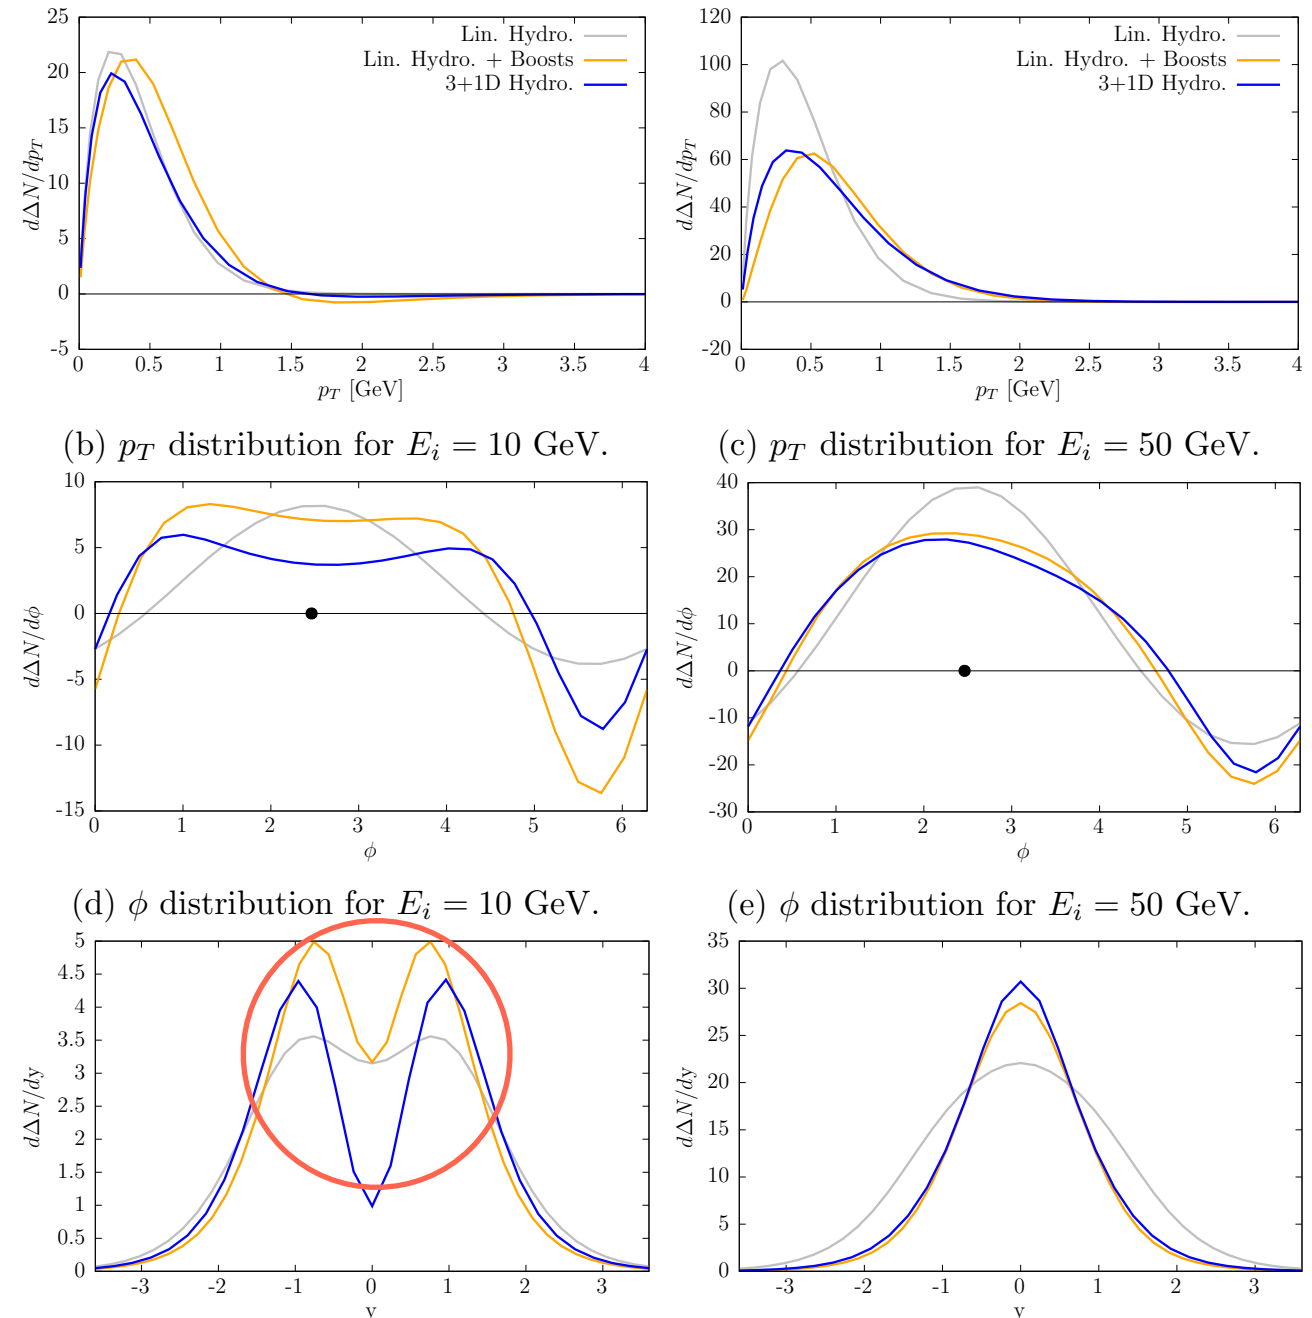 25
20
15
10
5
0
-5
dΔN/dp_T
Lin. Hydro.
Lin. Hydro. + Boosts
3+1D Hydro.
0 0.5 1 1.5 2 2.5 3 3.5 4
p_T [GeV]
120
100
80
60
40
20
0
-20
dΔN/dp_T
Lin. Hydro.
Lin. Hydro. + Boosts
3+1D Hydro.
0 0.5 1 1.5 2 2.5 3 3.5 4
p_T [GeV]
(b) p_T distribution for E_i = 10 GeV.
(c) p_T distribution for E_i = 50 GeV.
10
5
0
-5
-10
-15
dΔN/dϕ
0 1 2 3 4 5 6
ϕ
40
30
20
10
0
-10
-20
-30
dΔN/dϕ
0 1 2 3 4 5 6
ϕ
(d) ϕ distribution for E_i = 10 GeV.
(e) ϕ distribution for E_i = 50 GeV.
5
4.5
4
3.5
3
2.5
2
1.5
1
0.5
0
dΔN/dy
-3 -2 -1 0 1 2 3
v
35
30
25
20
15
10
5
0
dΔN/dy
-3 -2 -1 0 1 2 3
v